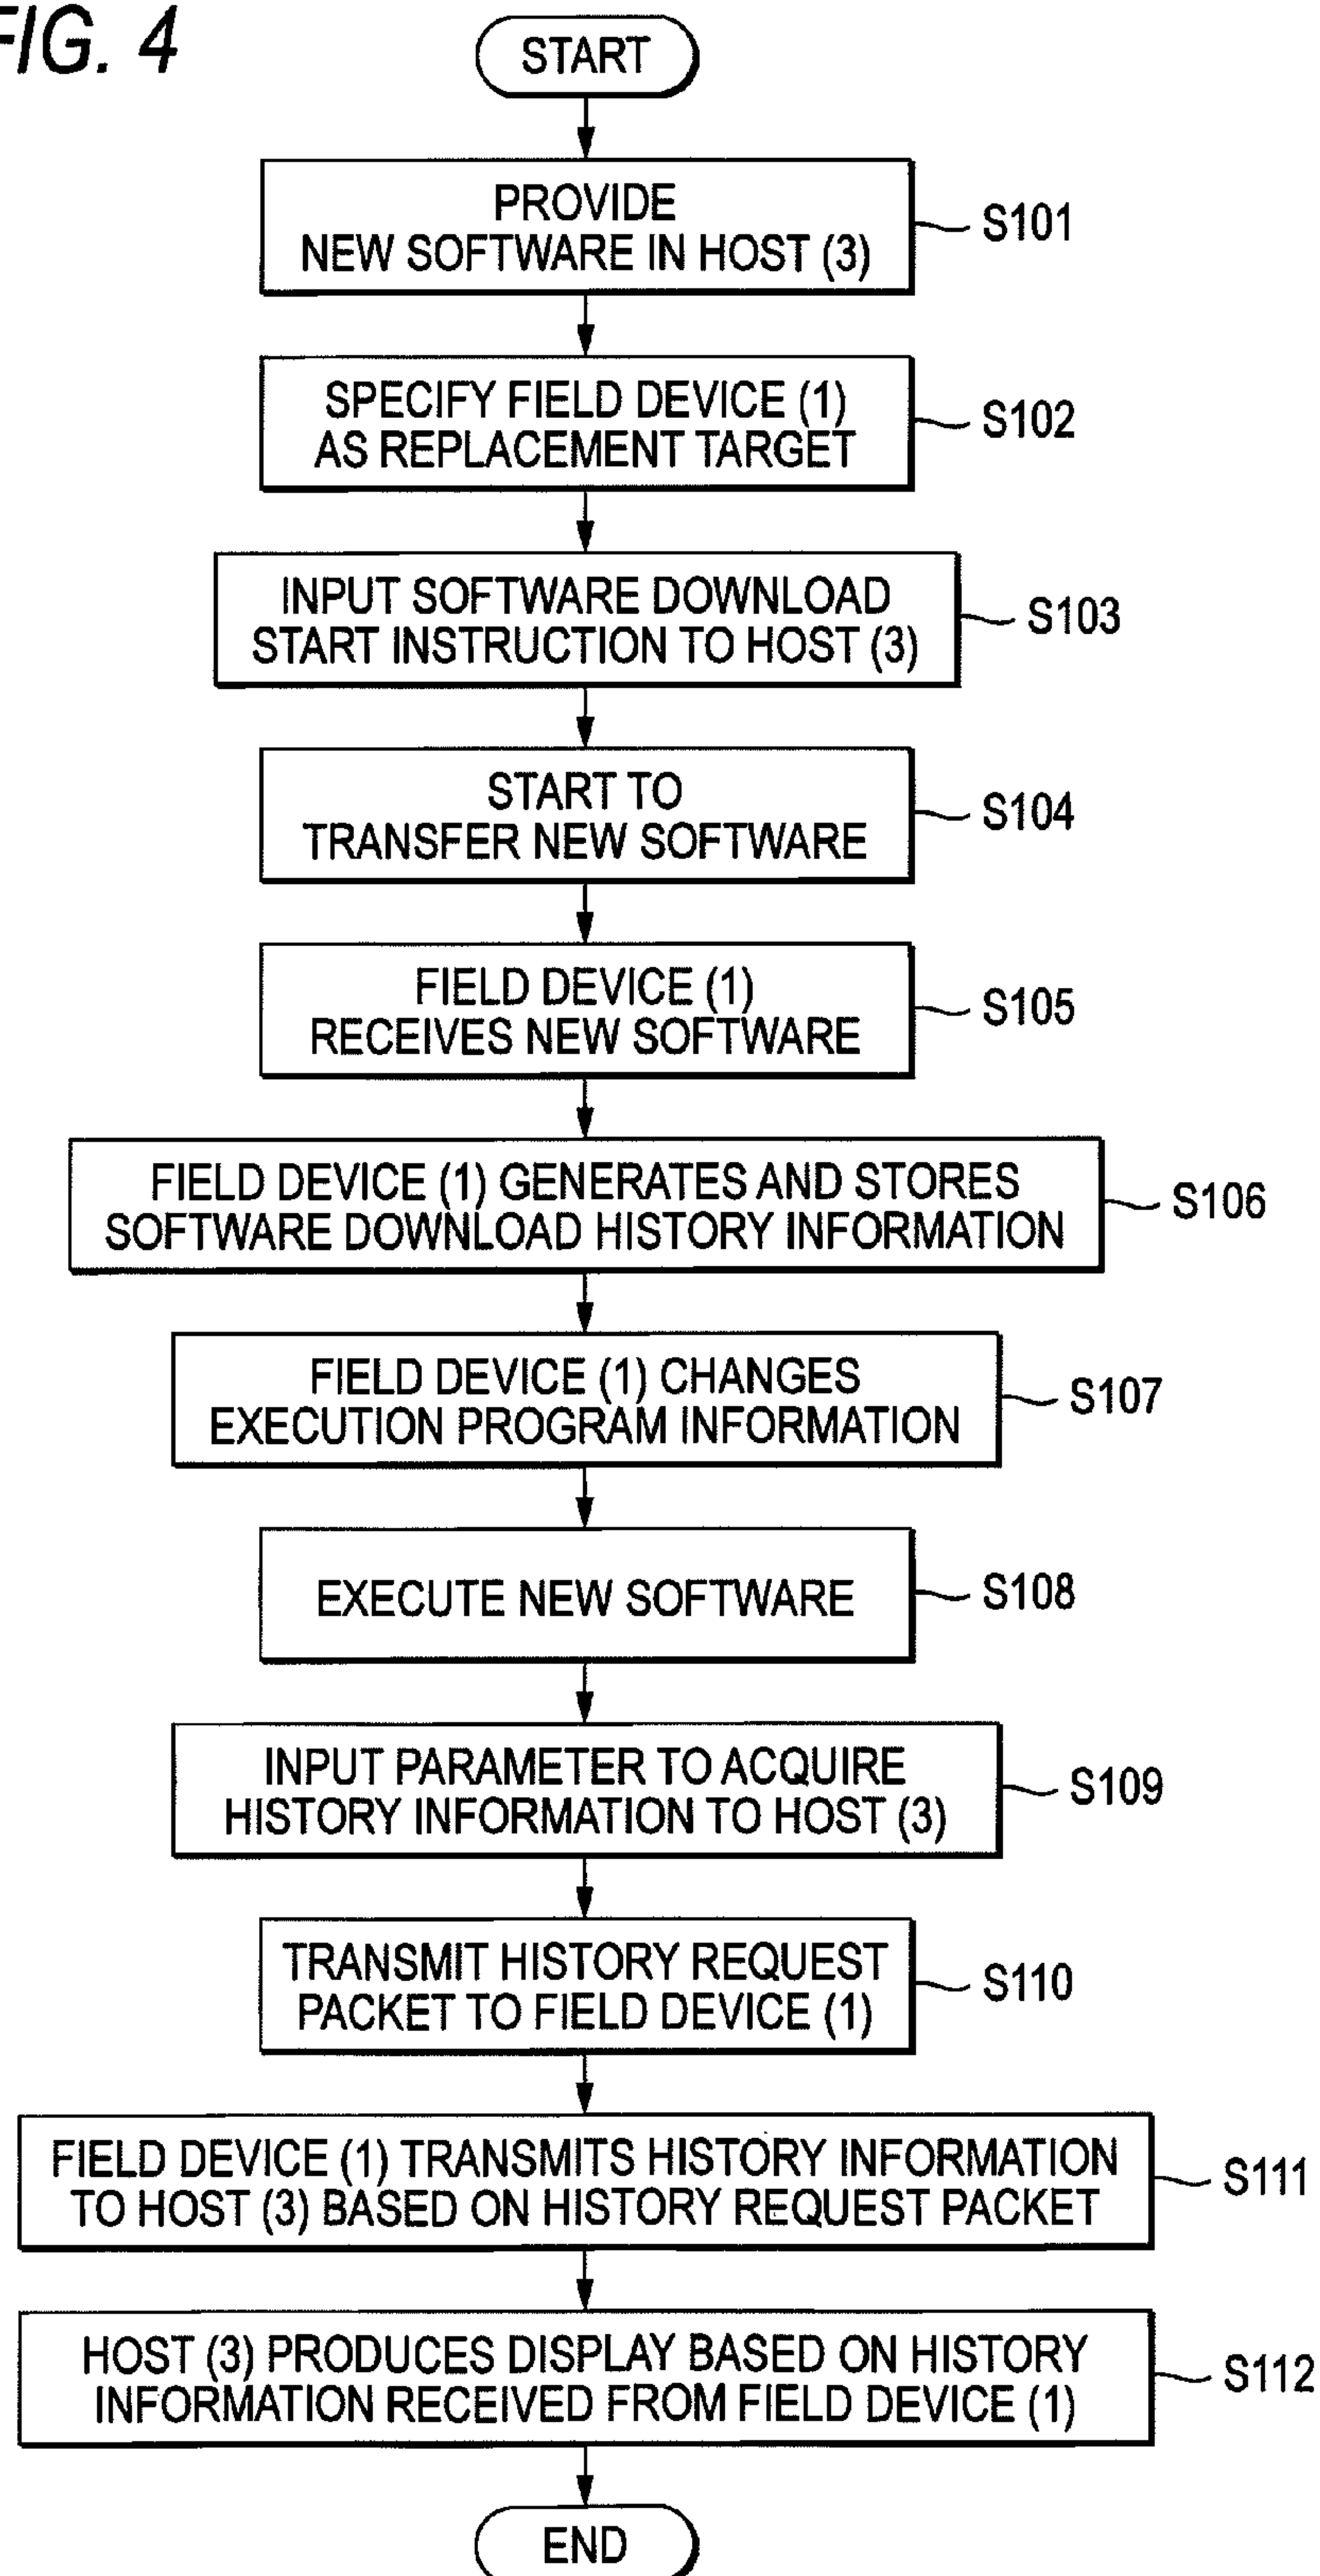 FIG. 4
START
PROVIDE
NEW SOFTWARE IN HOST (3)
S101
SPECIFY FIELD DEVICE (1)
AS REPLACEMENT TARGET
S102
INPUT SOFTWARE DOWNLOAD
START INSTRUCTION TO HOST (3)
S103
START TO
TRANSFER NEW SOFTWARE
S104
FIELD DEVICE (1)
RECEIVES NEW SOFTWARE
S105
FIELD DEVICE (1) GENERATES AND STORES
SOFTWARE DOWNLOAD HISTORY INFORMATION
S106
FIELD DEVICE (1) CHANGES
EXECUTION PROGRAM INFORMATION
S107
EXECUTE NEW SOFTWARE
S108
INPUT PARAMETER TO ACQUIRE
HISTORY INFORMATION TO HOST (3)
S109
TRANSMIT HISTORY REQUEST
PACKET TO FIELD DEVICE (1)
S110
FIELD DEVICE (1) TRANSMITS HISTORY INFORMATION
TO HOST (3) BASED ON HISTORY REQUEST PACKET
S111
HOST (3) PRODUCES DISPLAY BASED ON HISTORY
INFORMATION RECEIVED FROM FIELD DEVICE (1)
S112
END